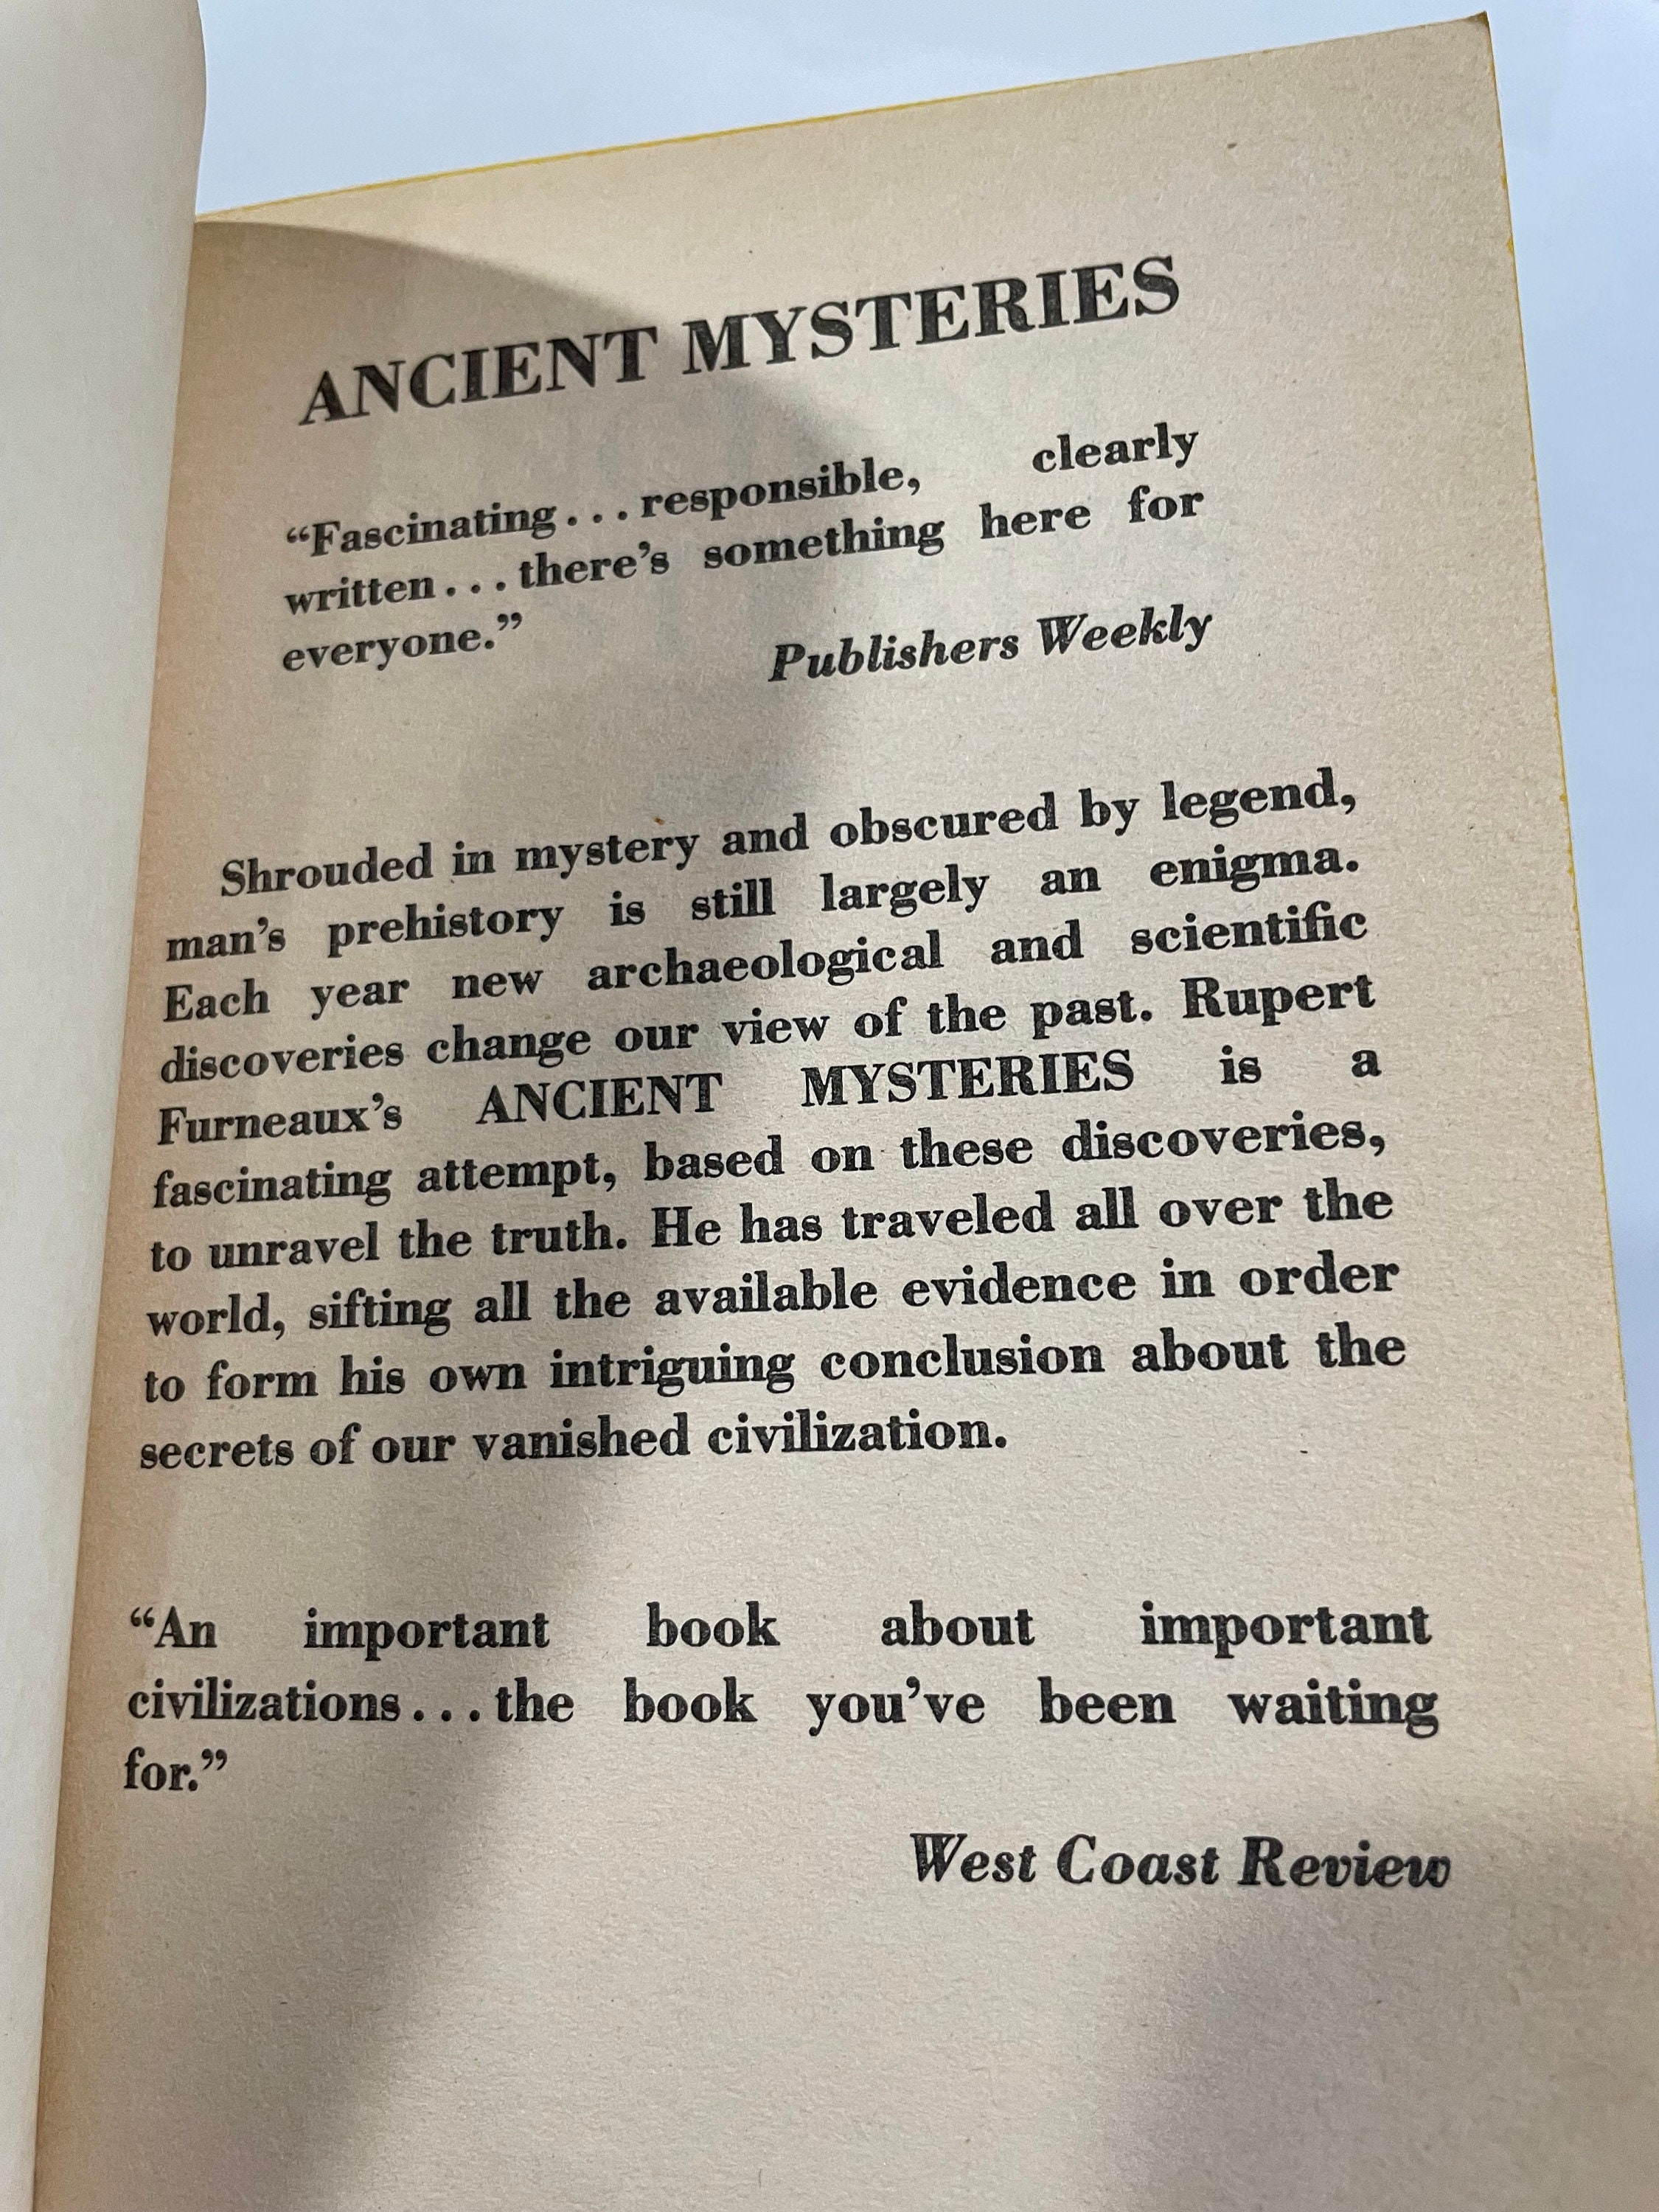 ANCIENT MYSTERIES
“Fascinating...responsible, clearly
written...there’s something here for
everyone.”
Publishers Weekly
Shrouded in mystery and obscured by legend,
man’s prehistory is still largely an enigma.
Each year new archaeological and scientific
discoveries change our view of the past. Rupert
Furneaux’s ANCIENT MYSTERIES is a
fascinating attempt, based on these discoveries,
to unravel the truth. He has traveled all over the
world, sifting all the available evidence in order
to form his own intriguing conclusion about the
secrets of our vanished civilization.
“An important book about important
civilizations...the book you’ve been waiting
for.”
West Coast Review